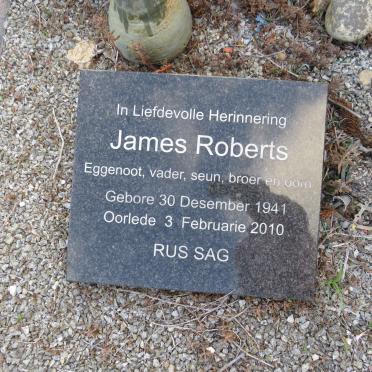 In Liefdevolle Herinnering
James Roberts
Eggenoot, vader, seun, broer en oom
Gebore 30 Desember 1941
Oorlede 3 Februarie 2010
RUS SAG